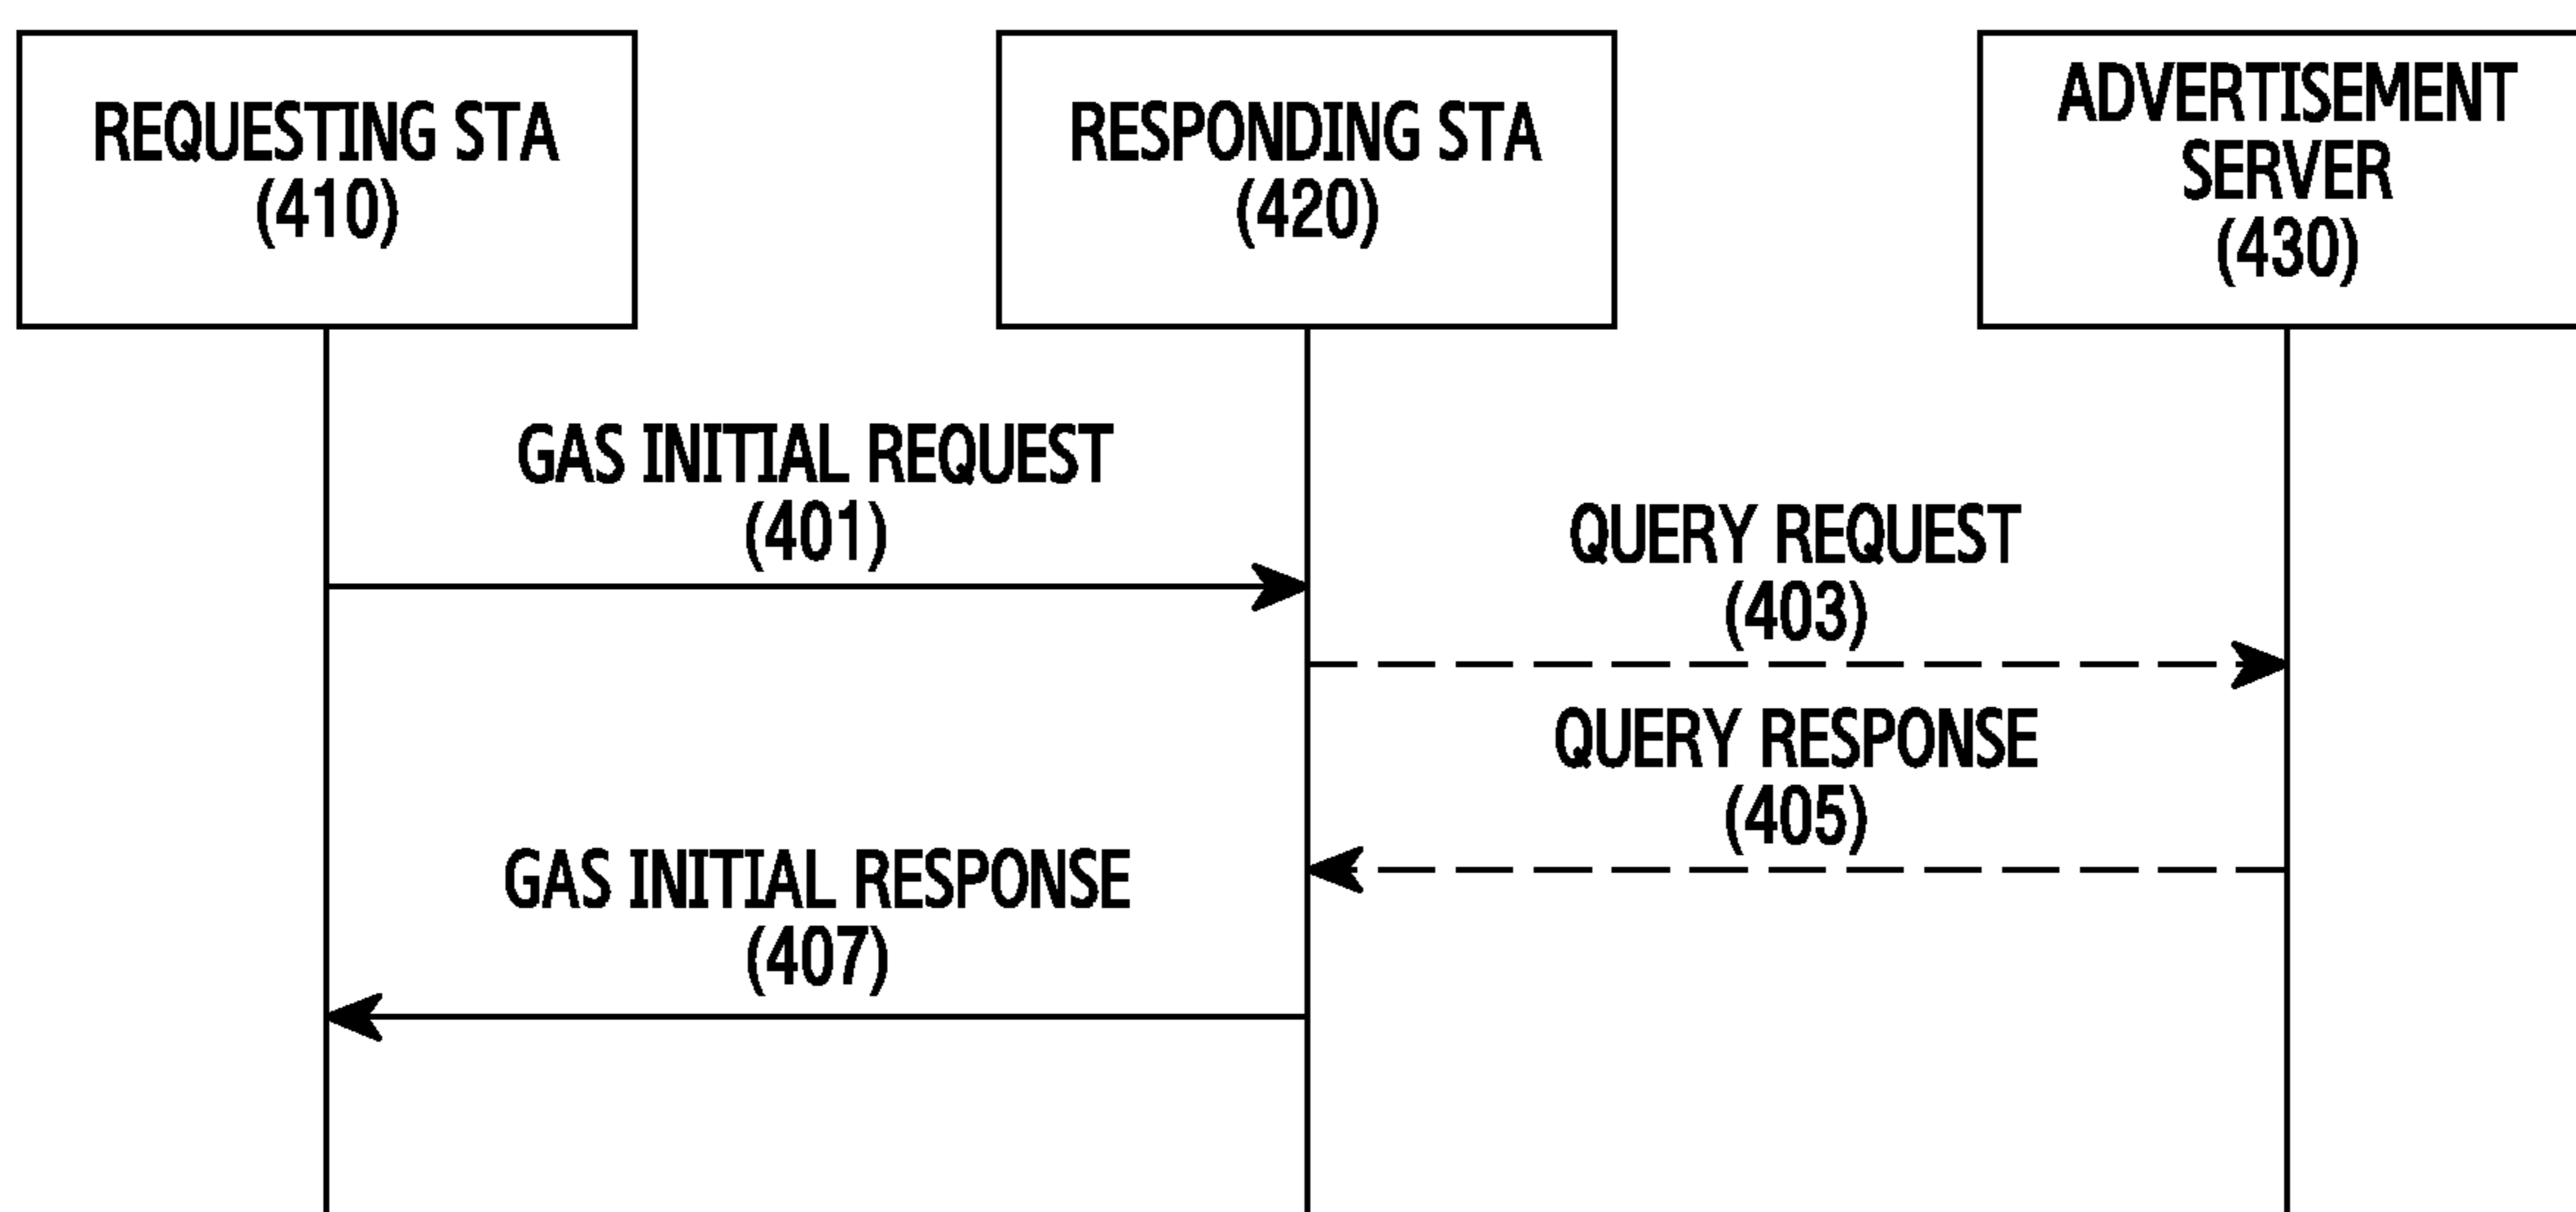 REQUESTING STA
(410)
RESPONDING STA
(420)
ADVERTISEMENT
SERVER
(430)
GAS INITIAL REQUEST
(401)
QUERY REQUEST
(403)
QUERY RESPONSE
(405)
GAS INITIAL RESPONSE
(407)